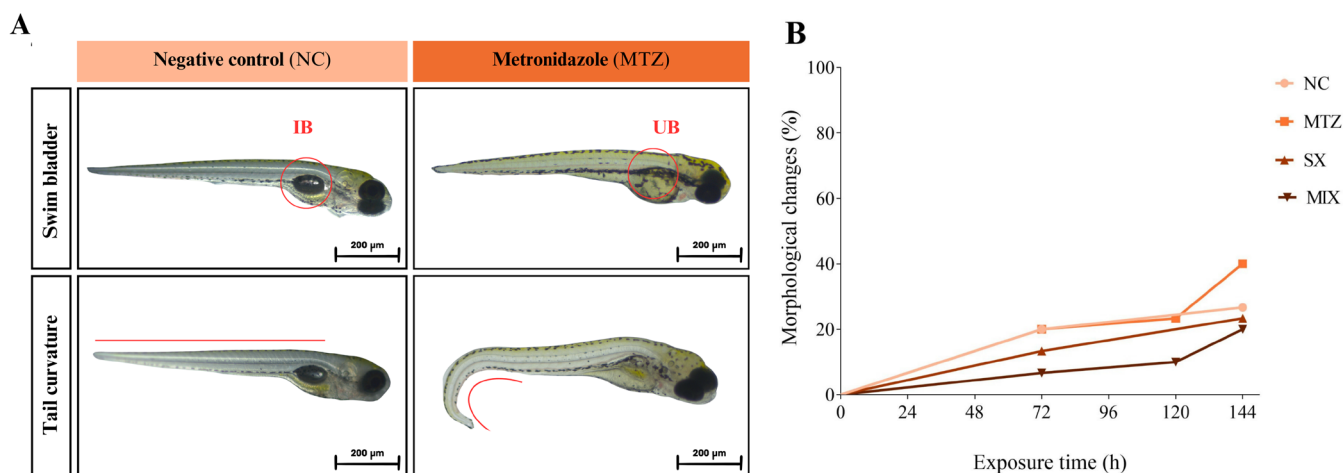 A
Negative control (NC)
Metronidazole (MTZ)
Swim bladder
IB
200 µm
UB
200 µm
Tail curvature
200 µm
200 µm
B
Morphological changes (%)
100
80
60
40
20
0
0 24 48 72 96 120 144
Exposure time (h)
NC
MTZ
SX
MIX